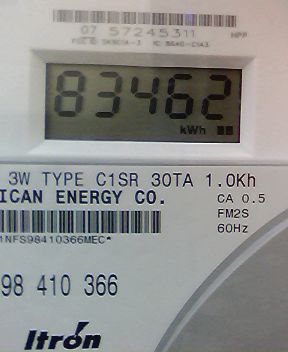 07 57245311 MPP
83462
kWh
3W TYPE C1SR 30TA 1.0Kh
ICAN ENERGY CO. CA 0.5
FM2S
60Hz
1NFS98410366MEC*
98 410 366
Itron